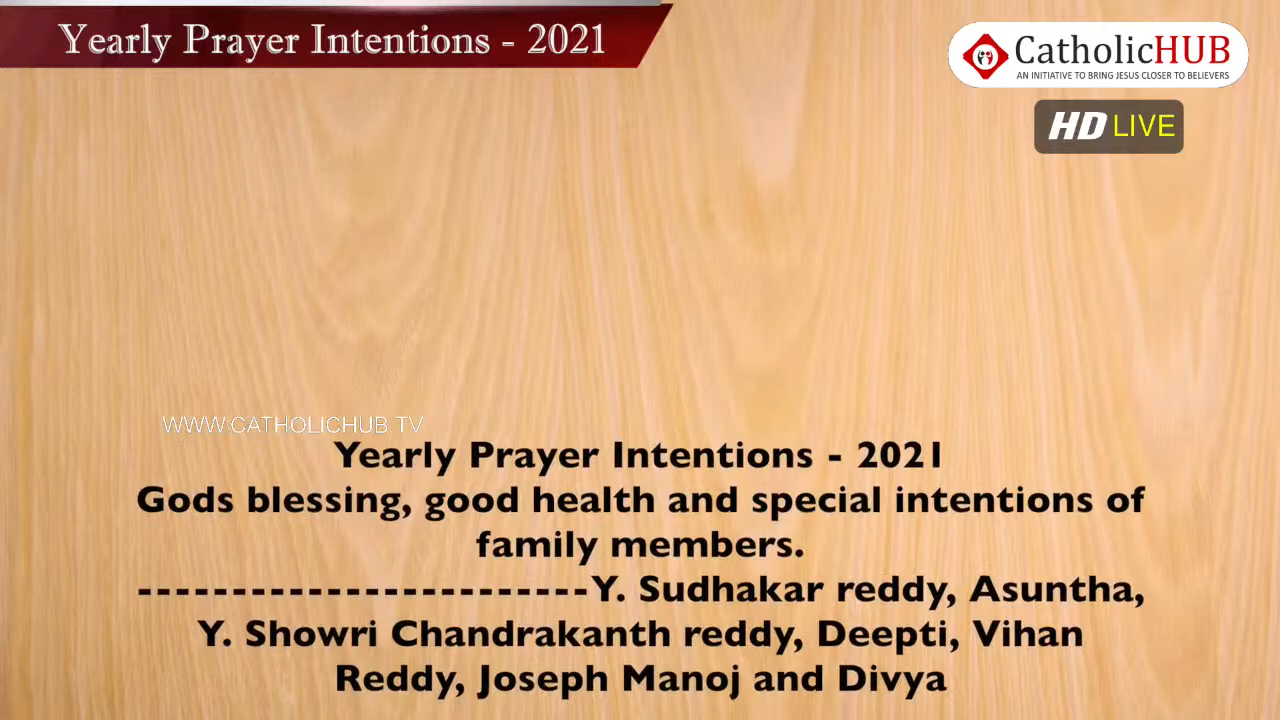 Yearly Prayer Intentions - 2021
CatholicHUB
AN INITIATIVE TO BRING JESUS CLOSER TO BELIEVERS
HD LIVE
WWW.CATHOLICHUB.TV
Yearly Prayer Intentions - 2021
Gods blessing, good health and special intentions of
family members.
------------------------Y. Sudhakar reddy, Asuntha,
Y. Showri Chandrakanth reddy, Deepti, Vihan
Reddy, Joseph Manoj and Divya